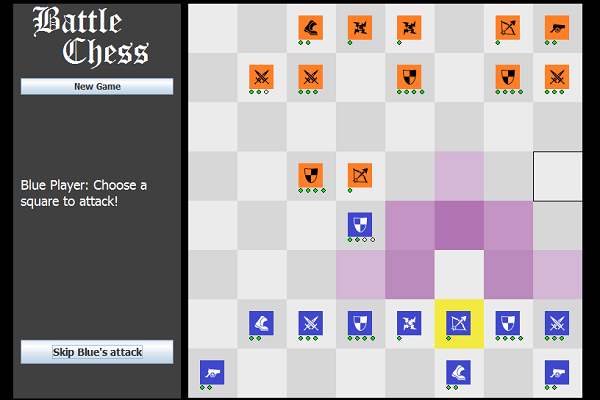 Battle
Chess
New Game
Blue Player: Choose a
square to attack!
Skip Blue's attack